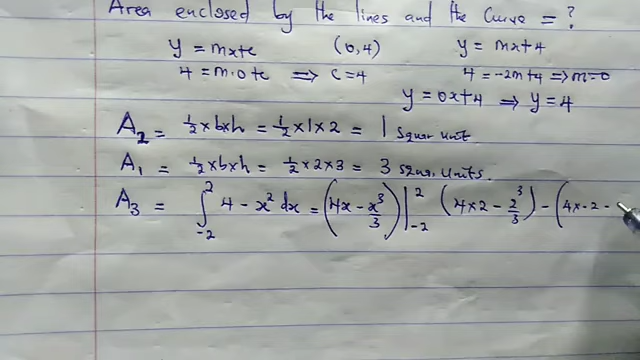 Area enclosed by the lines and the Curve = ?
y = mx+c (0,4) y = mx+4
4 = m·0+c ⟹ c=4 4 = -2m+4 ⟹ m=0
y = 0x+4 ⟹ y = 4
A₂ = ½×b×h = ½×1×2 = 1 Squar unit
A₁ = ½×b×h = ½×2×3 = 3 squr. units.
A₃ = ∫₋₂² 4 - x² dx = (4x - x³/3) |₋₂² (4×2 - 2³/3) - (4×-2 -